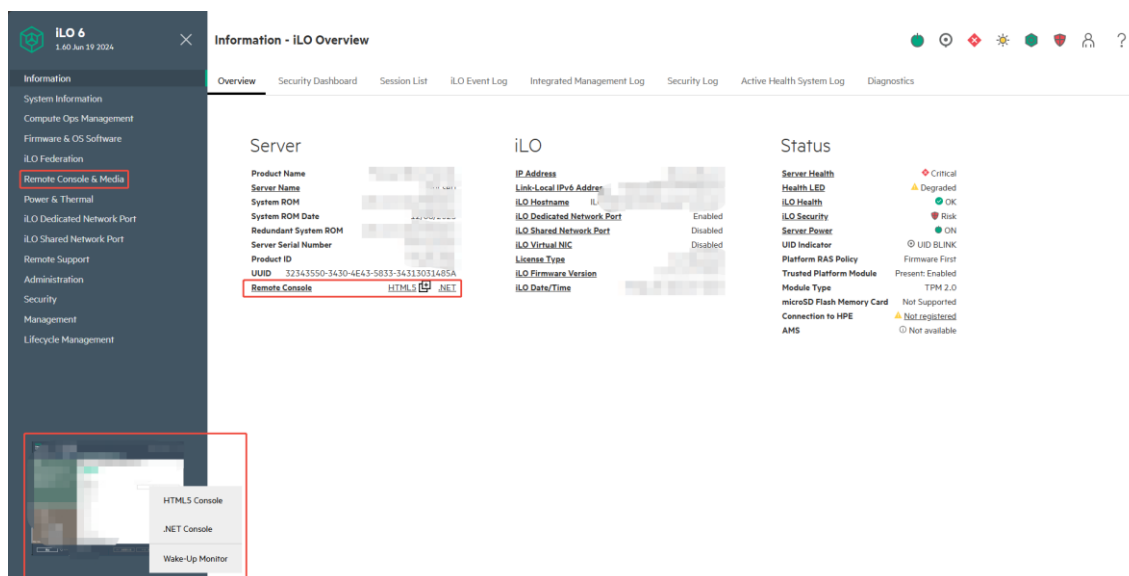 iLO 6
1.60 Jun 19 2024
Information
System Information
Compute Ops Management
Firmware & OS Software
iLO Federation
Remote Console & Media
Power & Thermal
iLO Dedicated Network Port
iLO Shared Network Port
Remote Support
Administration
Security
Management
Lifecycle Management
Information - iLO Overview
?
Overview Security Dashboard Session List iLO Event Log Integrated Management Log Security Log Active Health System Log Diagnostics
Server
Product Name
Server Name
System ROM
System ROM Date
Redundant System ROM
Server Serial Number
Product ID
UUID 32343550-3430-4E43-5833-34313031485A
Remote Console HTML5 .NET
iLO
IP Address
Link-Local IPv6 Addres
iLO Hostname
iLO Dedicated Network Port Enabled
iLO Shared Network Port Disabled
iLO Virtual NIC Disabled
License Type
iLO Firmware Version
iLO Date/Time
Status
Server Health Critical
Health LED Degraded
iLO Health OK
iLO Security Risk
Server Power ON
UID Indicator UID BLINK
Platform RAS Policy Firmware First
Trusted Platform Module Present: Enabled
Module Type TPM 2.0
microSD Flash Memory Card Not Supported
Connection to HPE Not registered
AMS Not available
HTML5 Console
.NET Console
Wake-Up Monitor